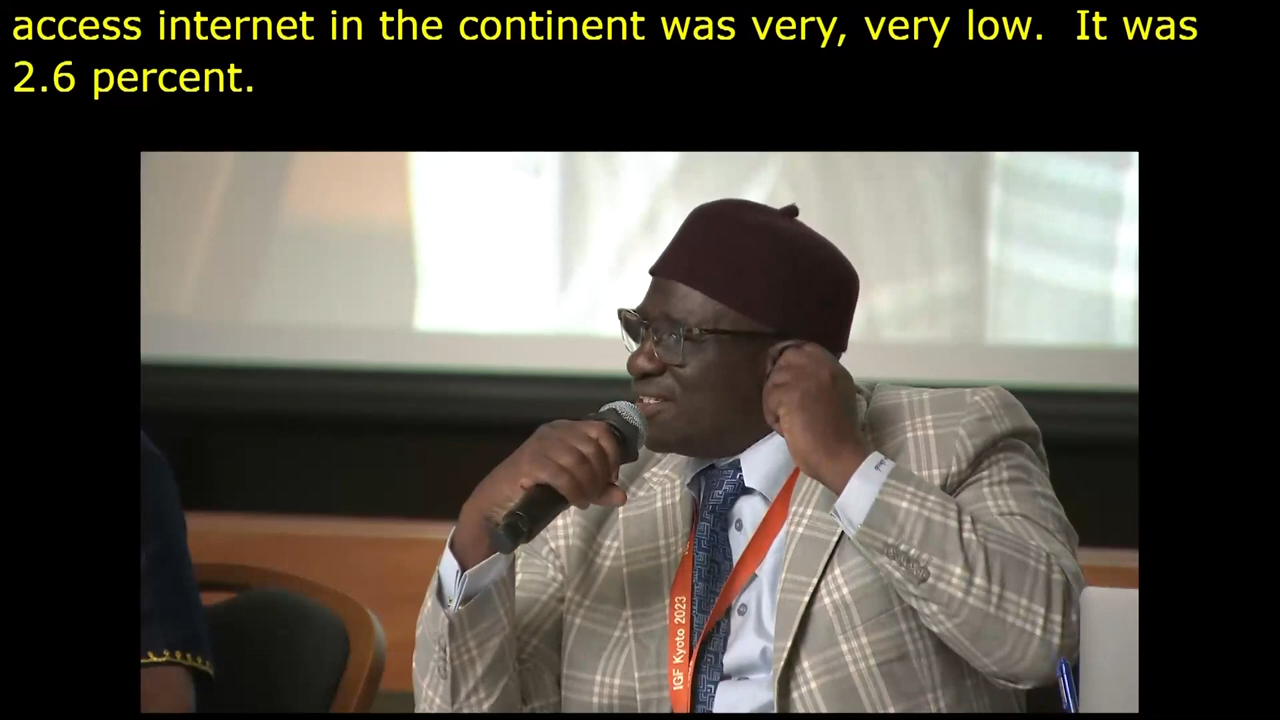 access internet in the continent was very, very low.  It was
2.6 percent.
IGF Kyoto 2023